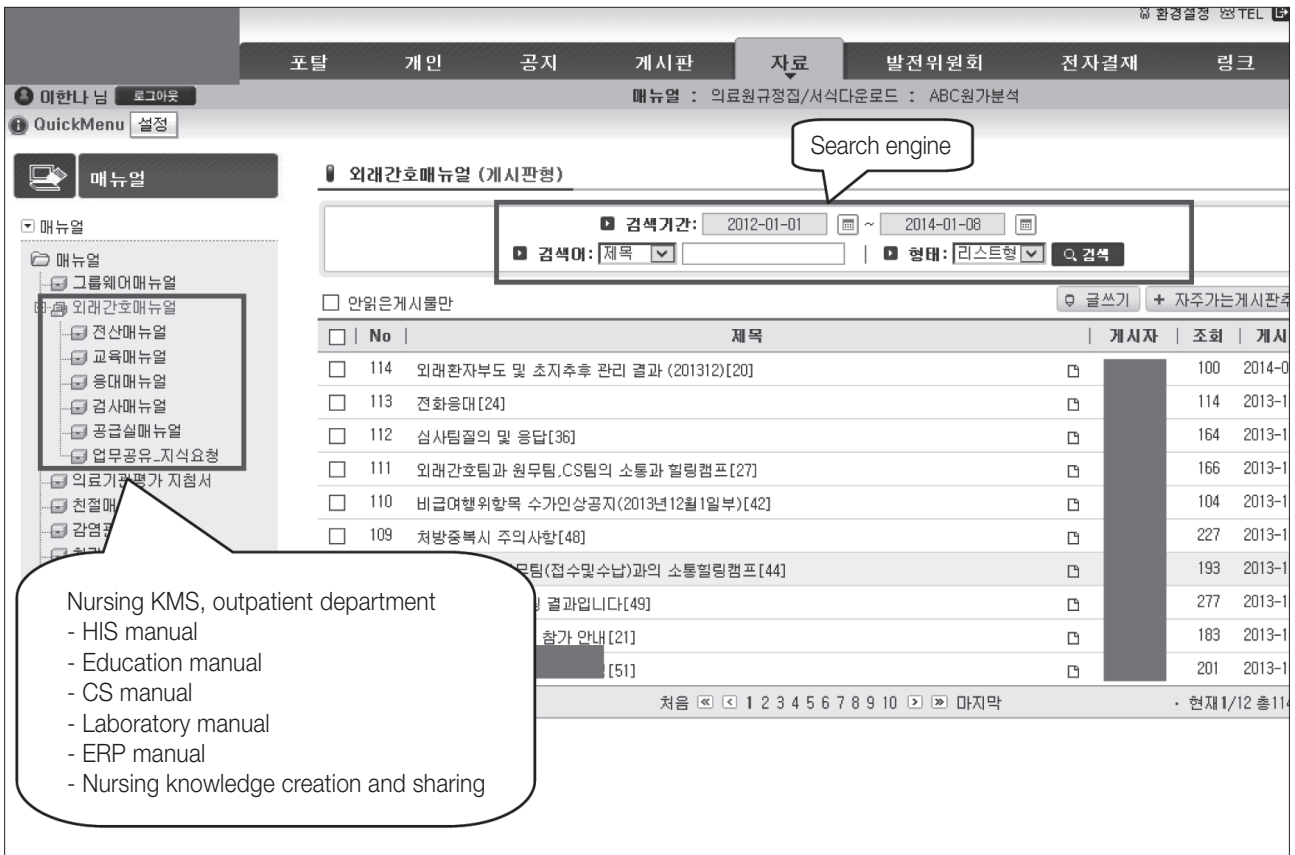 환경설정 TEL
포탈 개인 공지 게시판 자료 발전위원회 전자결재 링크
이한나 님 로그아웃
매뉴얼 : 의료원규정집/서식다운로드 : ABC원가분석
QuickMenu 설정
Search engine
매뉴얼
외래간호매뉴얼 (게시판형)
매뉴얼
검색기간: 2012-01-01 ~ 2014-01-08
검색어: 제목 | 형태: 리스트형 검색
매뉴얼
그룹웨어매뉴얼
외래간호매뉴얼
전산매뉴얼
교육매뉴얼
응대매뉴얼
검사매뉴얼
공급실매뉴얼
업무공유_지식요청
의료기관평가 지침서
친절매
감염
안읽은게시물만 글쓰기 + 자주가는게시판추
No | 제목 | 게시자 | 조회 | 게시
114 외래환자부도 및 초지추후 관리 결과 (201312)[20] 100 2014-0
113 전화응대[24] 114 2013-1
112 심사팀질의 및 응답[36] 164 2013-1
111 외래간호팀과 원무팀,CS팀의 소통과 힐링캠프[27] 166 2013-1
110 비급여행위항목 수가인상공지(2013년12월1일부)[42] 104 2013-1
109 처방중복시 주의사항[48] 227 2013-1
무팀(접수및수납)과의 소통힐링캠프[44] 193 2013-1
결과입니다[49] 277 2013-1
참가 안내[21] 183 2013-1
[51] 201 2013-1
처음 1 2 3 4 5 6 7 8 9 10 마지막 · 현재1/12 총114
Nursing KMS, outpatient department
- HIS manual
- Education manual
- CS manual
- Laboratory manual
- ERP manual
- Nursing knowledge creation and sharing